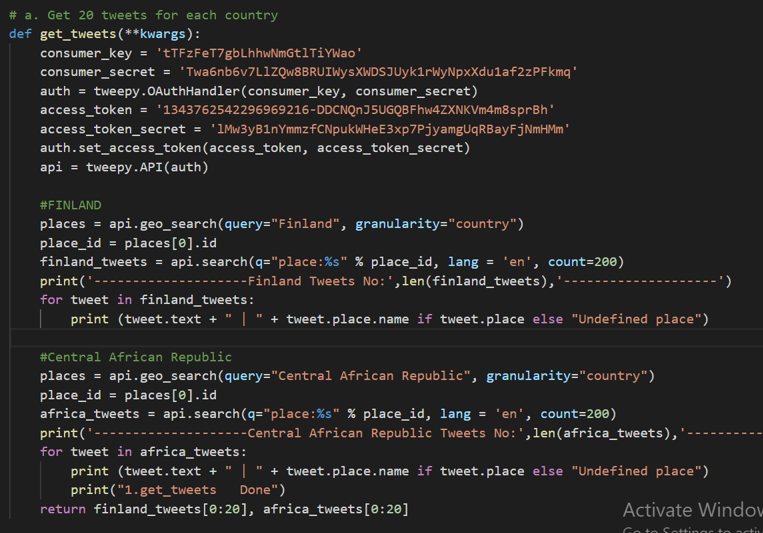 # a. Get 20 tweets for each country
def get_tweets(**kwargs):
    consumer_key = 'tTFzFeT7gbLhhwNmGtlTiYWao'
    consumer_secret = 'Twa6nb6v7LlZQw8BRUIWysXWDSJUyk1rWyNpxXdu1af2zPFkmq'
    auth = tweepy.OAuthHandler(consumer_key, consumer_secret)
    access_token = '1343762542296969216-DDCNQnJ5UGQBFhw4ZXNKVm4m8sprBh'
    access_token_secret = 'lMw3yB1nYmmzfCNpukWHeE3xp7PjyamgUqRBayFjNmHMm'
    auth.set_access_token(access_token, access_token_secret)
    api = tweepy.API(auth)
    #FINLAND
    places = api.geo_search(query="Finland", granularity="country")
    place_id = places[0].id
    finland_tweets = api.search(q="place:%s" % place_id, lang = 'en', count=200)
    print('--------------------Finland Tweets No:',len(finland_tweets),'--------------------')
    for tweet in finland_tweets:
        print (tweet.text + " | " + tweet.place.name if tweet.place else "Undefined place")
    #Central African Republic
    places = api.geo_search(query="Central African Republic", granularity="country")
    place_id = places[0].id
    africa_tweets = api.search(q="place:%s" % place_id, lang = 'en', count=200)
    print('--------------------Central African Republic Tweets No:',len(africa_tweets),'----------
    for tweet in africa_tweets:
        print (tweet.text + " | " + tweet.place.name if tweet.place else "Undefined place")
        print("1.get_tweets   Done")
    return finland_tweets[0:20], africa_tweets[0:20]
Activate Window
Go to Settings to activ